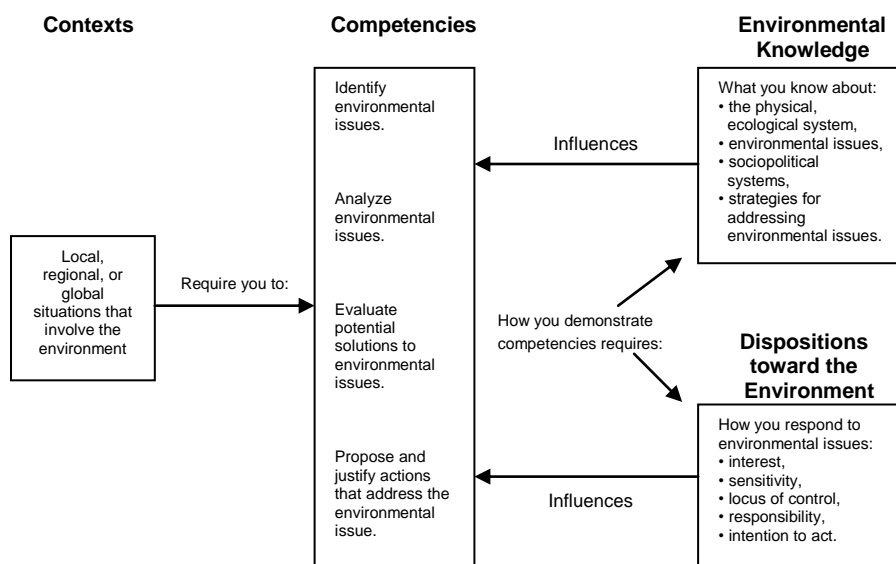 Contexts
Competencies
Environmental
Knowledge
Local,
regional, or
global
situations that
involve the
environment
Require you to:
Identify
environmental
issues.
Analyze
environmental
issues.
Evaluate
potential
solutions to
environmental
issues.
Propose and
justify actions
that address the
environmental
issue.
Influences
What you know about:
• the physical,
ecological system,
• environmental issues,
• sociopolitical
systems,
• strategies for
addressing
environmental issues.
How you demonstrate
competencies requires:
Dispositions
toward the
Environment
How you respond to
environmental issues:
• interest,
• sensitivity,
• locus of control,
• responsibility,
• intention to act.
Influences